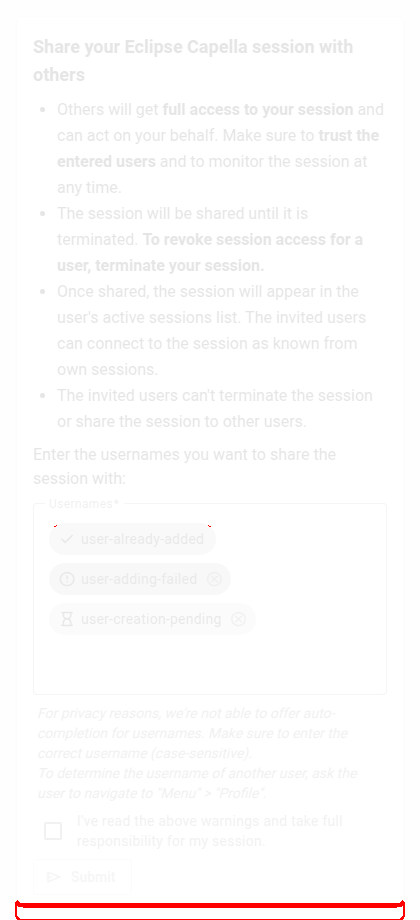 Share your Eclipse Capella session with
others
• Others will get full access to your session and
can act on your behalf. Make sure to trust the
entered users and to monitor the session at
any time.
• The session will be shared until it is
terminated. To revoke session access for a
user, terminate your session.
• Once shared, the session will appear in the
user's active sessions list. The invited users
can connect to the session as known from
own sessions.
• The invited users can't terminate the session
or share the session to other users.
Enter the usernames you want to share the
session with:
Usernames*
user-already-added
user-adding-failed
user-creation-pending
For privacy reasons, we're not able to offer auto-
completion for usernames. Make sure to enter the
correct username (case-sensitive).
To determine the username of another user, ask the
user to navigate to "Menu" > "Profile".
I've read the above warnings and take full
responsibility for my session.
Submit